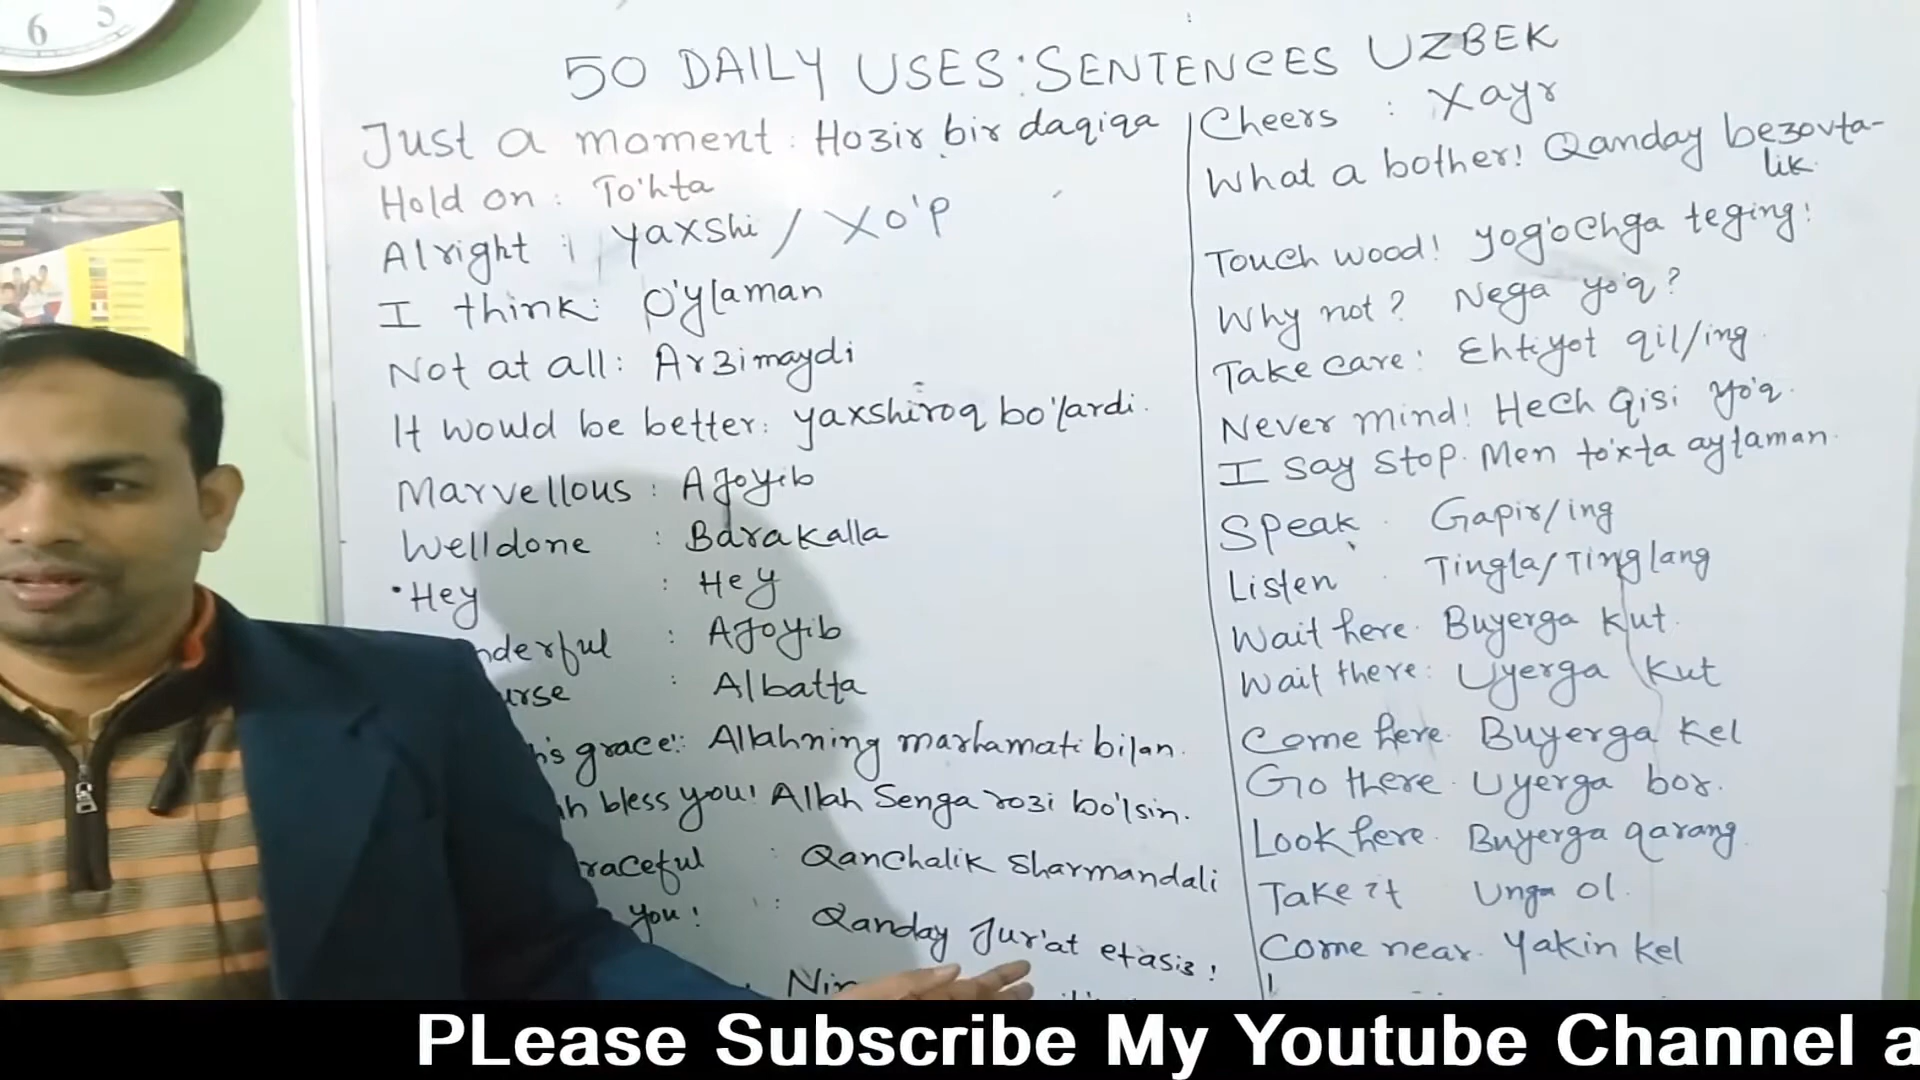 6 5
50 DAILY USES: SENTENCES UZBEK
Just a moment: Hozir bir daqiqa
Hold on: To'hta
Alright : yaxshi / Xo'p
I think: O'ylaman
Not at all: Arzimaydi
It would be better: yaxshiroq bo'lardi.
Marvellous : AJoyib
Welldone : Barakalla
Hey : Hey
nderful : AJoyib
urse : Albatta
h's grace: Allahning marhamati bilan.
h bless you! Allah Senga rozi bo'lsin.
raceful : Qanchalik Sharmandali
you! : Qanday Jur'at etasiz!
Cheers : Xayr
What a bother! Qanday bezovta-
lik.
Touch wood! yog'ochga teging!
Why not? Nega yo'q?
Take care: Ehtiyot qil/ing.
Never mind! Hech Qisi yo'q.
I say stop. Men to'xta aytaman.
Speak. Gapir/ing
Listen. Tingla/Tinglang
Wait here. Buyerga kut.
Wait there: Uyerga kut
Come here. Buyerga kel
Go there. Uyerga bor.
Look here. Buyerga qarang.
Take it Unga ol.
Come near. Yakin kel
PLease Subscribe My Youtube Channel a